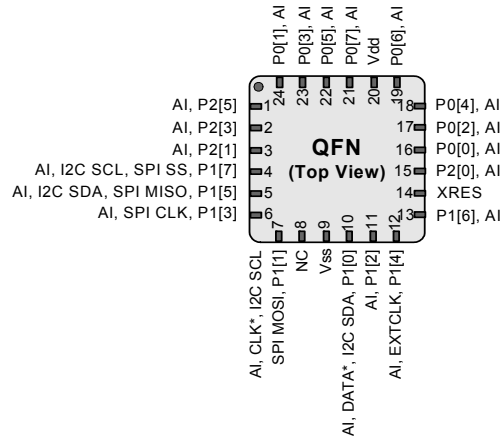 P0[1], AI
P0[3], AI
P0[5], AI
P0[7], AI
Vdd
P0[6], AI
24
23
22
21
20
19
AI, P2[5]
1
18
P0[4], AI
AI, P2[3]
2
17
P0[2], AI
AI, P2[1]
3
QFN
16
P0[0], AI
AI, I2C SCL, SPI SS, P1[7]
4
(Top View)
15
P2[0], AI
AI, I2C SDA, SPI MISO, P1[5]
5
14
XRES
AI, SPI CLK, P1[3]
6
13
P1[6], AI
7
8
9
10
11
12
AI, CLK*, I2C SCL
SPI MOSI, P1[1]
NC
Vss
AI, DATA*, I2C SDA, P1[0]
AI, P1[2]
AI, EXTCLK, P1[4]